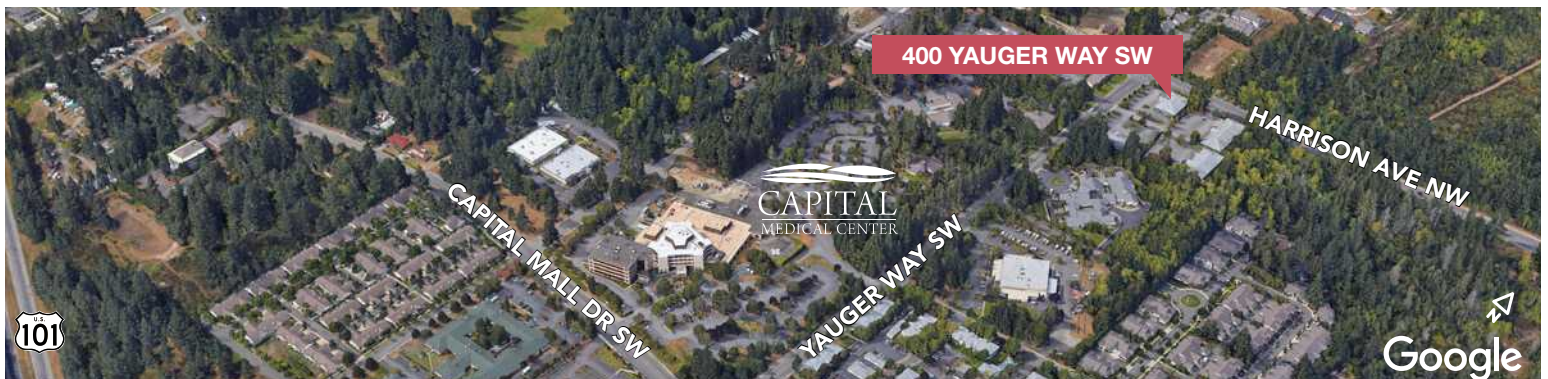 400 YAUGER WAY SW
HARRISON AVE NW
CAPITAL
MEDICAL CENTER
CAPITAL MALL DR SW
YAUGER WAY SW
U.S.
101
N
Google